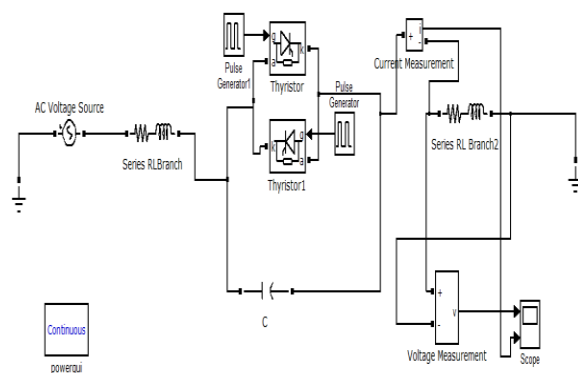 g
k
a
Pulse
Generator1
Thyristor
i
+
-
Current Measurement
Pulse
Generator
AC Voltage Source
Series RLBranch
g
k
a
Thyristor1
Series RL Branch2
C
Continuous
powergui
+
v
-
Voltage Measurement
Scope